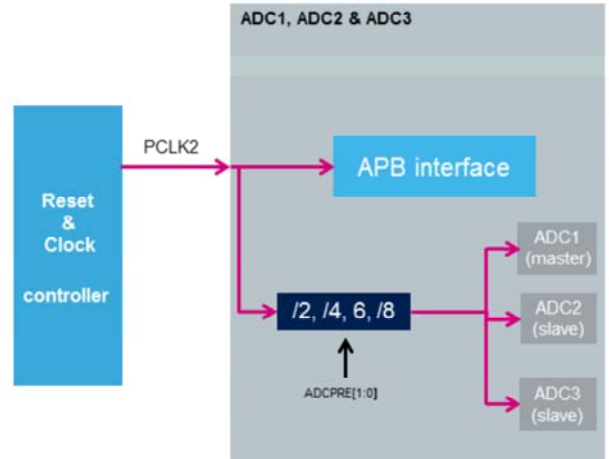 ADC1, ADC2 & ADC3
PCLK2
APB interface
Reset
&
Clock
controller
ADC1
(master)
/2, /4, 6, /8
ADC2
(slave)
ADCPRE[1:0]
ADC3
(slave)